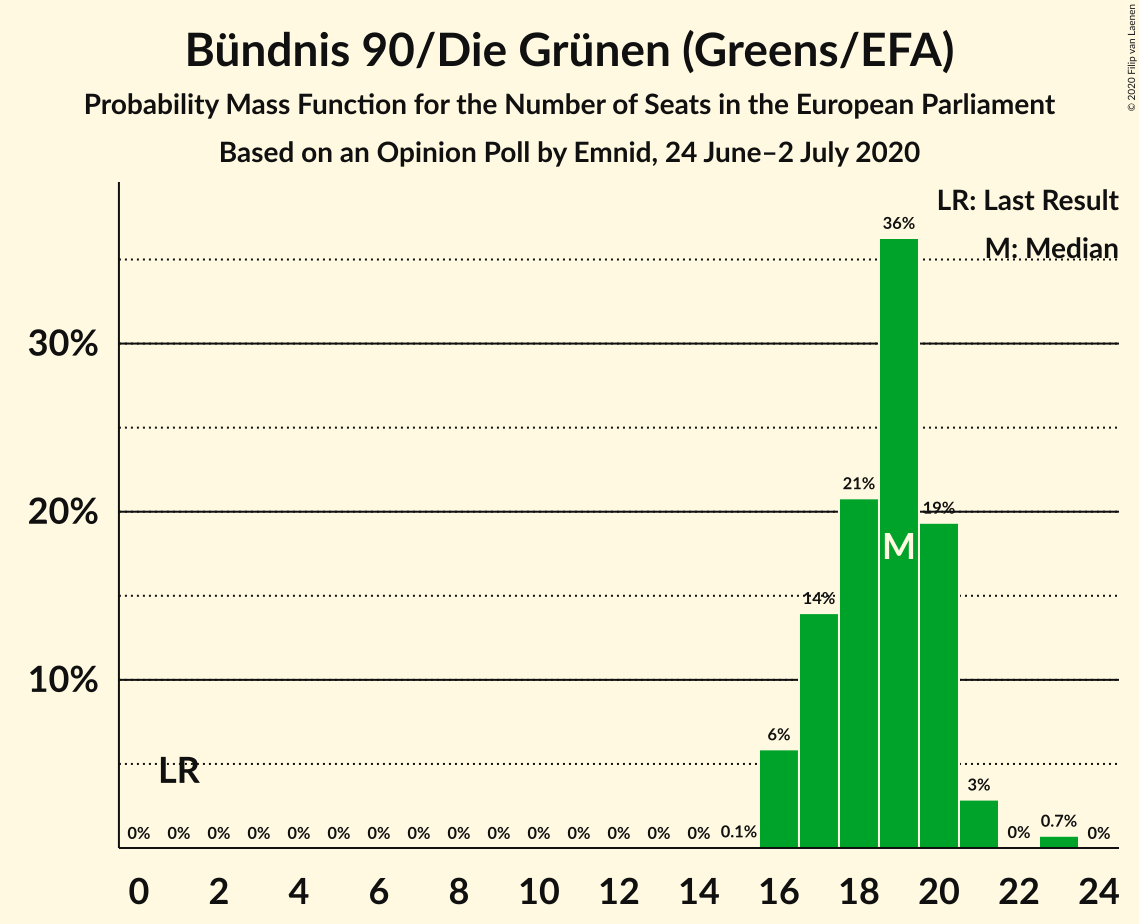 Bündnis 90/Die Grünen (Greens/EFA)
Probability Mass Function for the Number of Seats in the European Parliament
Based on an Opinion Poll by Emnid, 24 June–2 July 2020
© 2020 Filip van Laenen
LR: Last Result
M: Median
36%
30%
21%
20%
19%
M
14%
10%
6%
LR
3%
0% 0% 0% 0% 0% 0% 0% 0% 0% 0% 0% 0% 0% 0% 0% 0.1% 0% 0.7% 0%
0 2 4 6 8 10 12 14 16 18 20 22 24